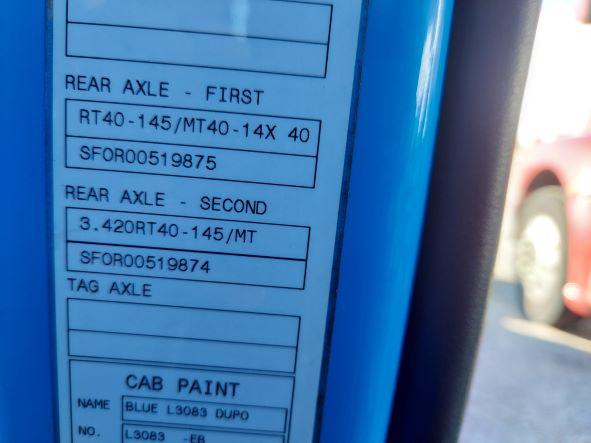 REAR AXLE - FIRST
RT40-145/MT40-14X 40
SFOR00519875
REAR AXLE - SECOND
3.420RT40-145/MT
SFOR00519874
TAG AXLE
CAB PAINT
NAME BLUE L3083 DUPO
NO. L3083 -EB